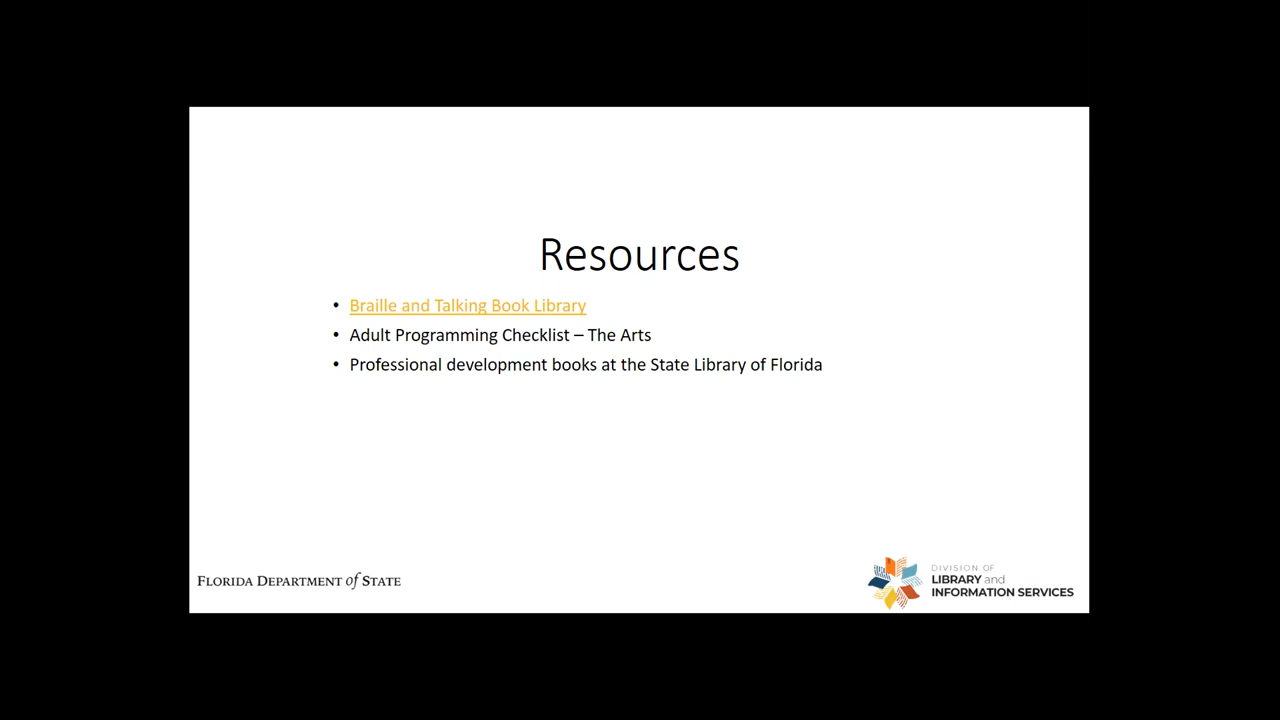 Resources
• Braille and Talking Book Library
• Adult Programming Checklist – The Arts
• Professional development books at the State Library of Florida
FLORIDA DEPARTMENT of STATE
DIVISION OF
LIBRARY and
INFORMATION SERVICES